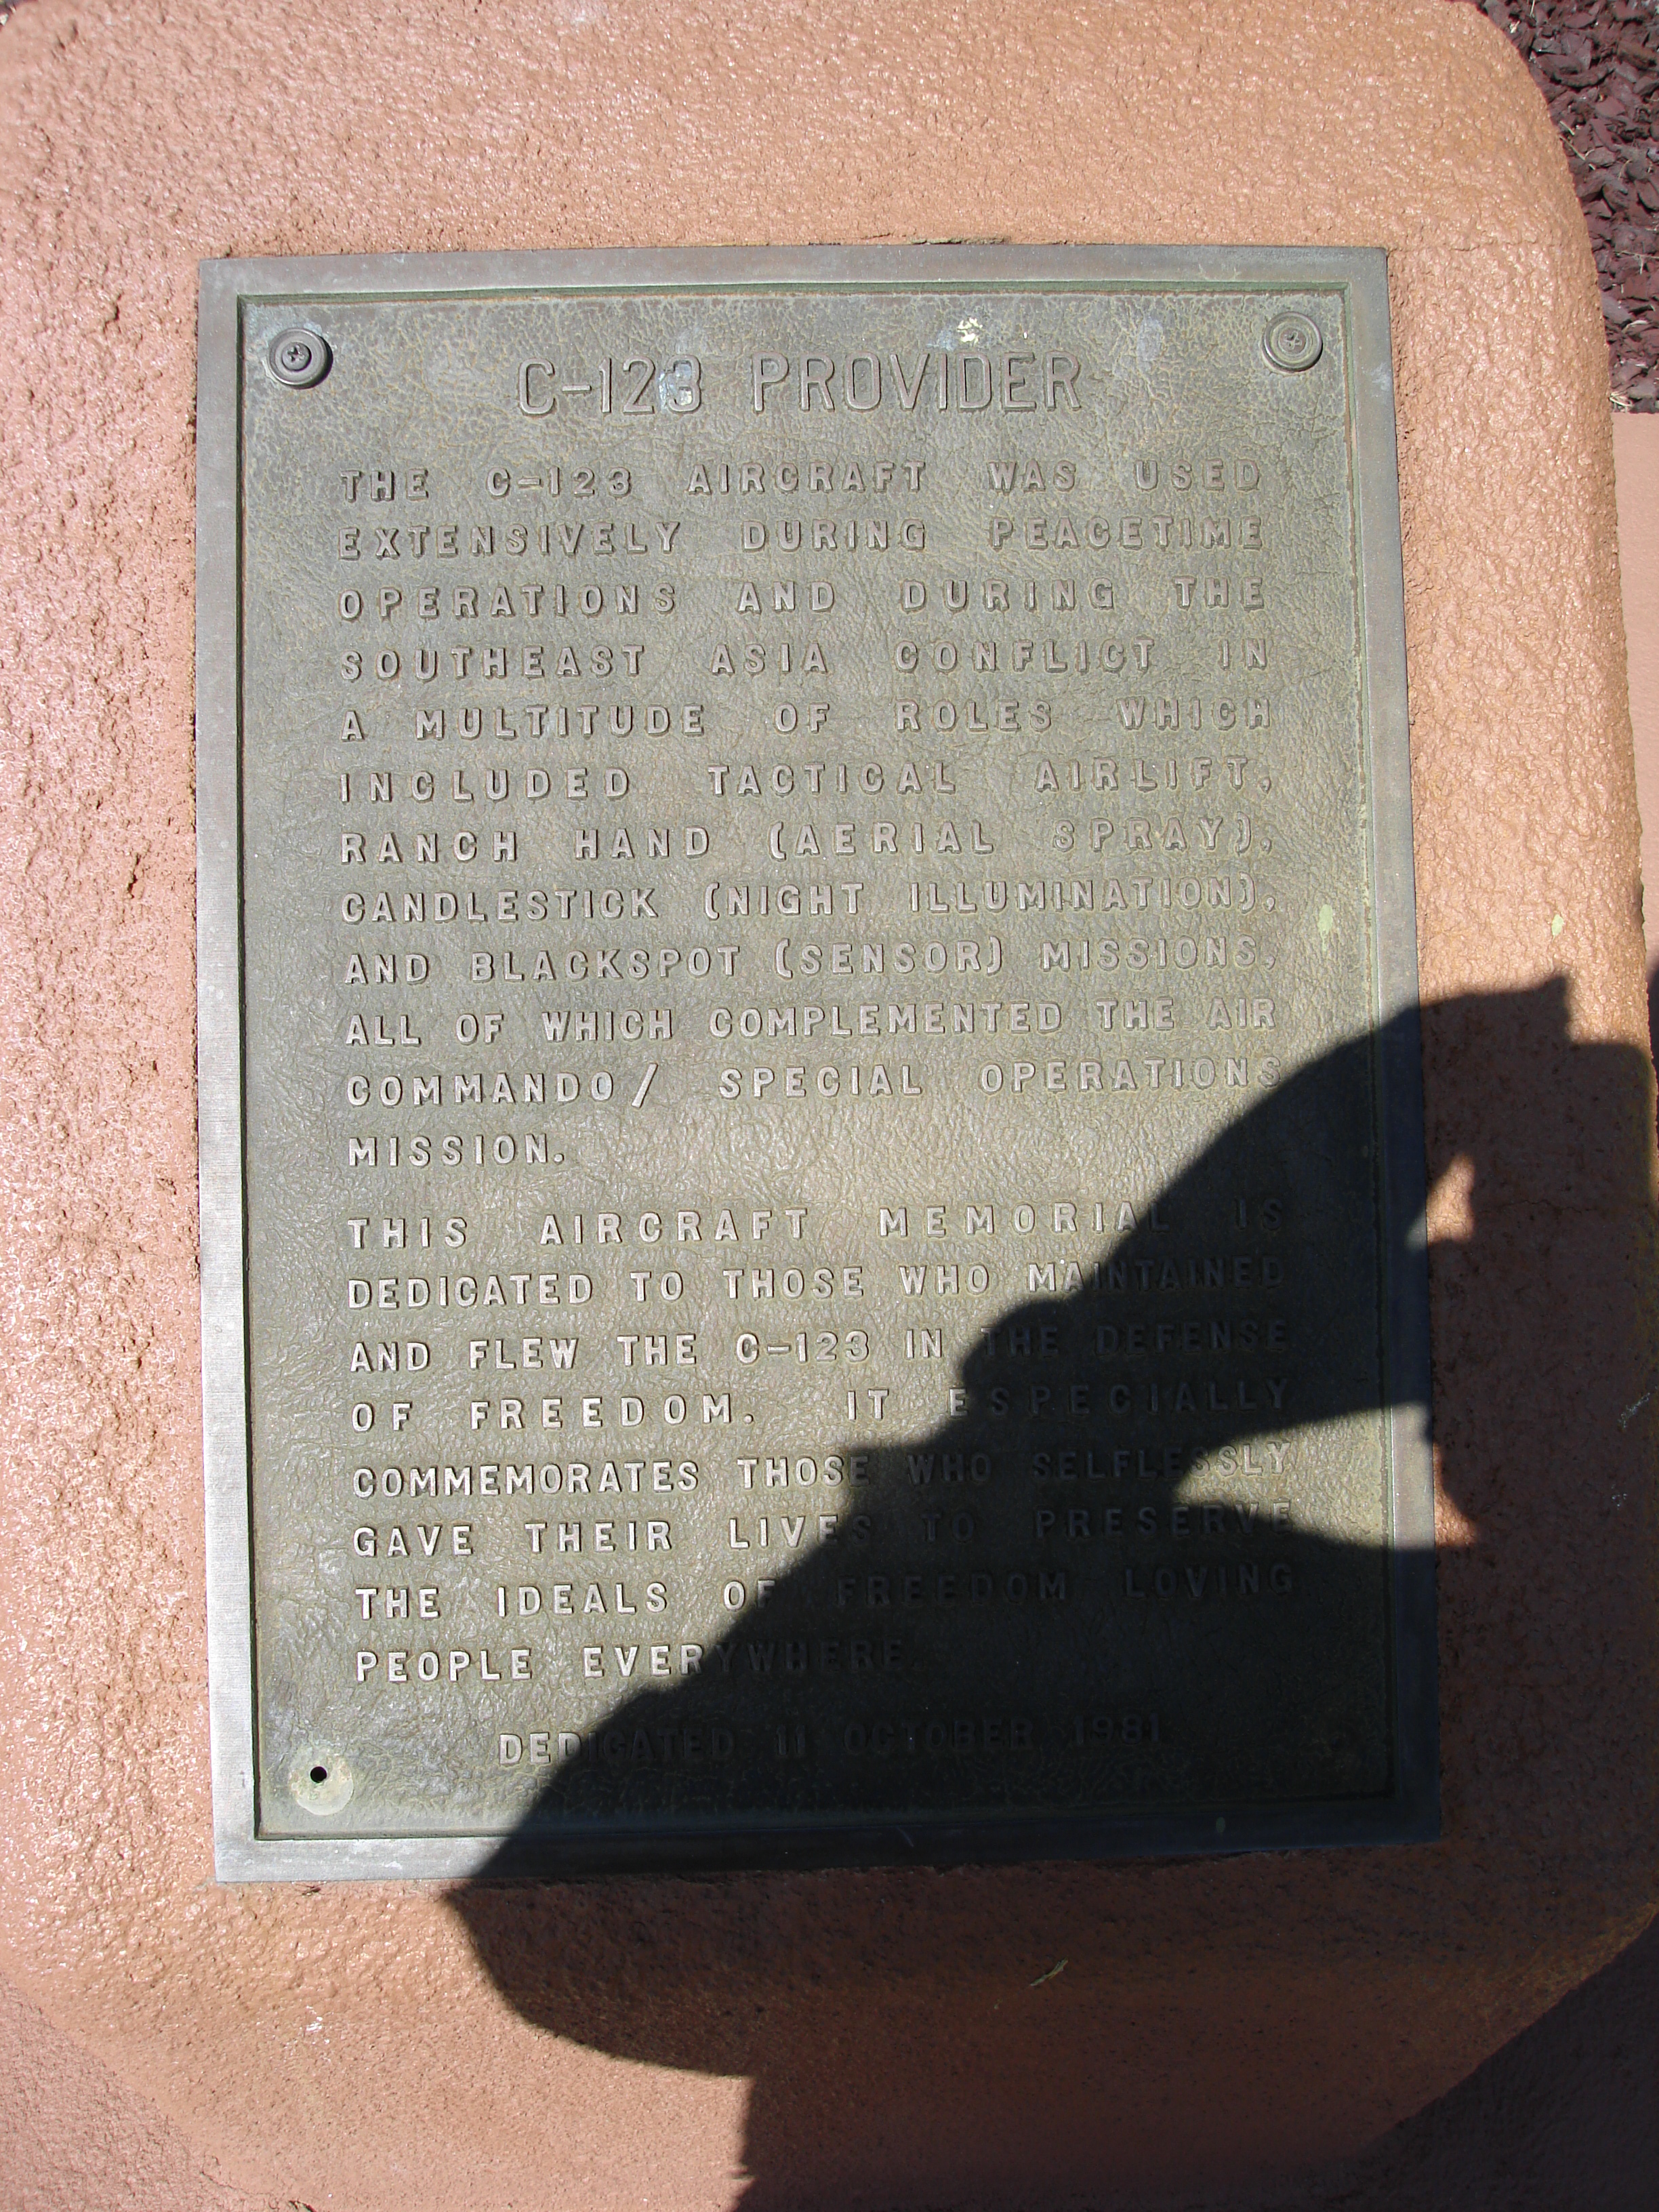 C-123 PROVIDER
THE C-123 AIRCRAFT WAS USED
EXTENSIVELY DURING PEACETIME
OPERATIONS AND DURING THE
SOUTHEAST ASIA CONFLICT IN
A MULTITUDE OF ROLES WHICH
INCLUDED TACTICAL AIRLIFT,
RANCH HAND (AERIAL SPRAY),
CANDLESTICK (NIGHT ILLUMINATION),
AND BLACKSPOT (SENSOR) MISSIONS,
ALL OF WHICH COMPLEMENTED THE AIR
COMMANDO/ SPECIAL OPERATIONS
MISSION.
THIS AIRCRAFT MEMORIAL IS
DEDICATED TO THOSE WHO MAINTAINED
AND FLEW THE C-123 IN THE DEFENSE
OF FREEDOM. IT ESPECIALLY
COMMEMORATES THOSE WHO SELFLESSLY
GAVE THEIR LIVES TO PRESERVE
THE IDEALS OF FREEDOM LOVING
PEOPLE EVERYWHERE
DEDICATED 11 OCTOBER 1981